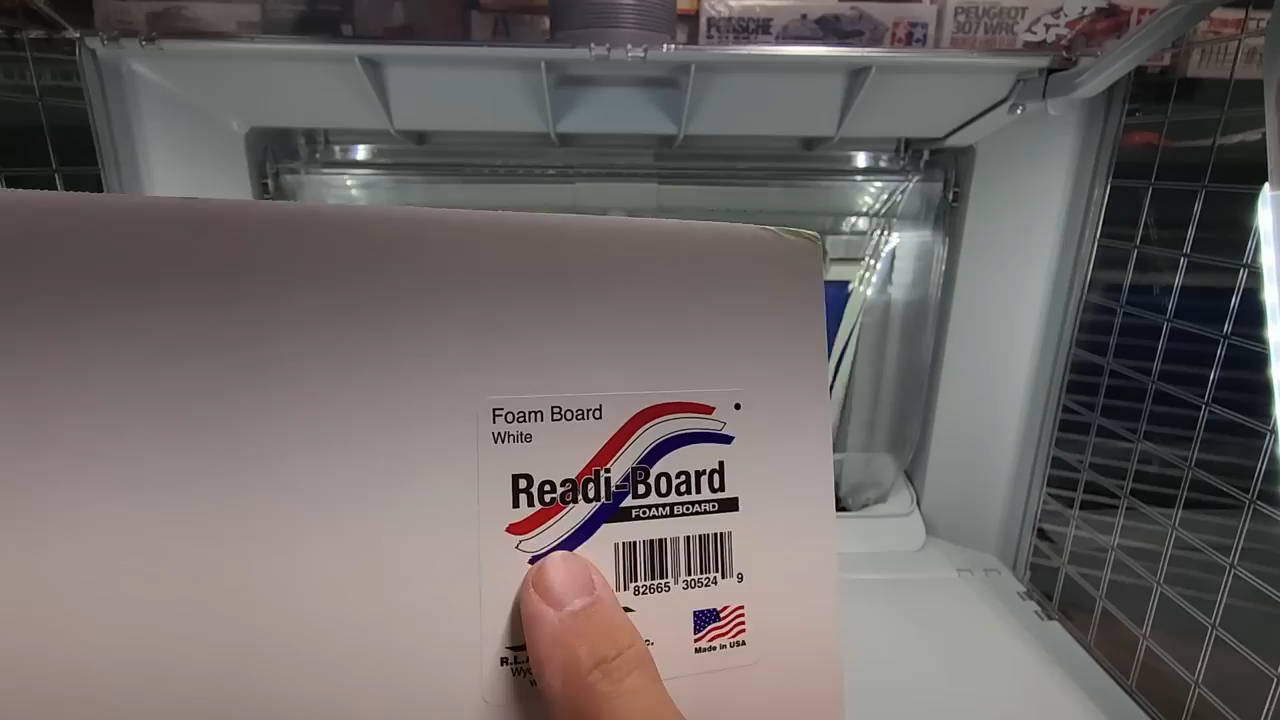 PORSCHE
PEUGEOT
307 WRC
Foam Board
White
Readi-Board
FOAM BOARD
82665 30524 9
Made in USA
R.L.